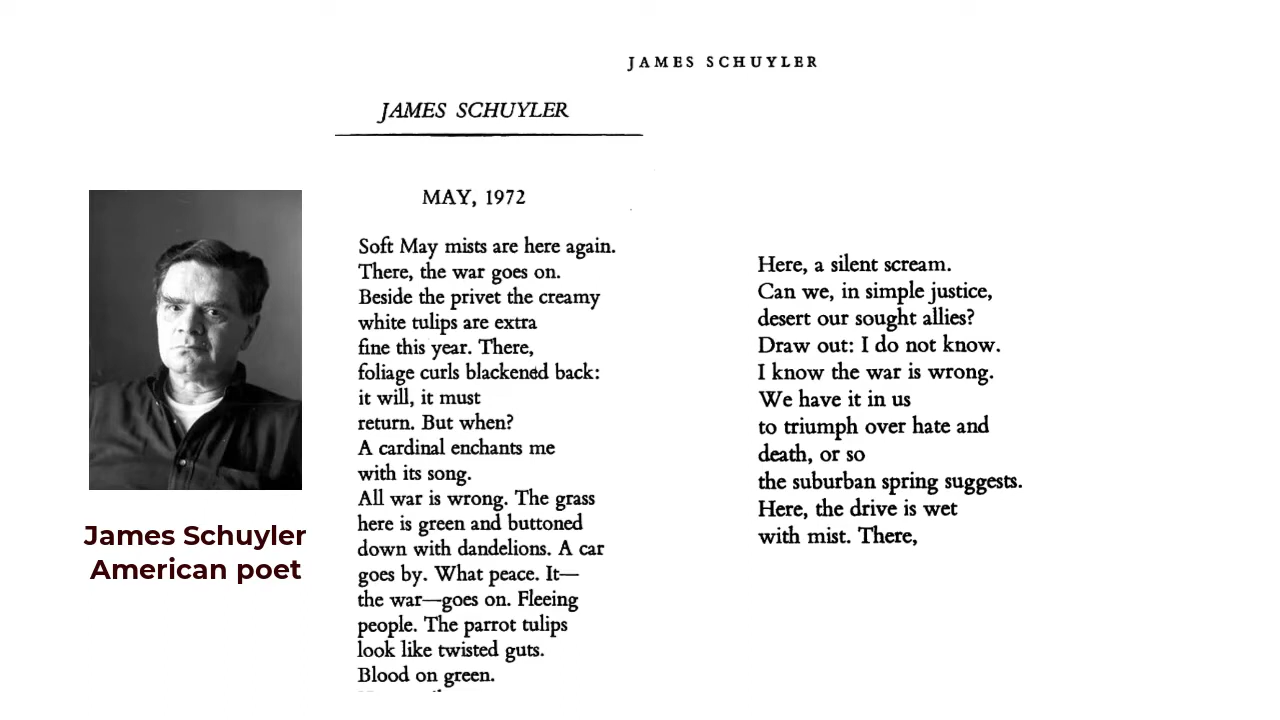 JAMES SCHUYLER
JAMES SCHUYLER
MAY, 1972
Soft May mists are here again.
There, the war goes on.
Beside the privet the creamy
white tulips are extra
fine this year. There,
foliage curls blackened back:
it will, it must
return. But when?
A cardinal enchants me
with its song.
All war is wrong. The grass
here is green and buttoned
down with dandelions. A car
goes by. What peace. It—
the war—goes on. Fleeing
people. The parrot tulips
look like twisted guts.
Blood on green.
Here, a silent scream.
Can we, in simple justice,
desert our sought allies?
Draw out: I do not know.
I know the war is wrong.
We have it in us
to triumph over hate and
death, or so
the suburban spring suggests.
Here, the drive is wet
with mist. There,
James Schuyler
American poet